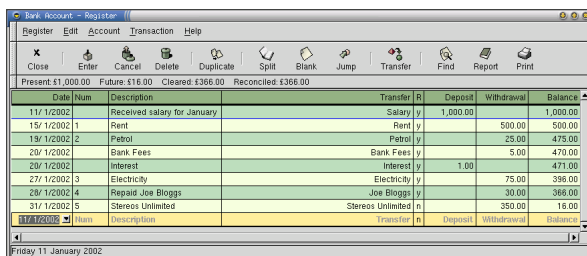 Bank Account - Register
Register Edit Account Transaction Help
Close Enter Cancel Delete Duplicate Split Blank Jump Transfer Find Report Print
Present: £1,000.00 Future: £16.00 Cleared: £366.00 Reconciled: £366.00
Date Num Description Transfer R Deposit Withdrawal Balance
11/ 1/2002 Received salary for January Salary y 1,000.00 1,000.00
15/ 1/2002 1 Rent Rent y 500.00 500.00
19/ 1/2002 2 Petrol Petrol y 25.00 475.00
20/ 1/2002 Bank Fees Bank Fees y 5.00 470.00
20/ 1/2002 Interest Interest y 1.00 471.00
27/ 1/2002 3 Electricity Electricity y 75.00 396.00
28/ 1/2002 4 Repaid Joe Bloggs Joe Bloggs y 30.00 366.00
31/ 1/2002 5 Stereos Unlimited Stereos Unlimited n 350.00 16.00
11/ 1/2002 Num Description Transfer n Deposit Withdrawal Balance
Friday 11 January 2002